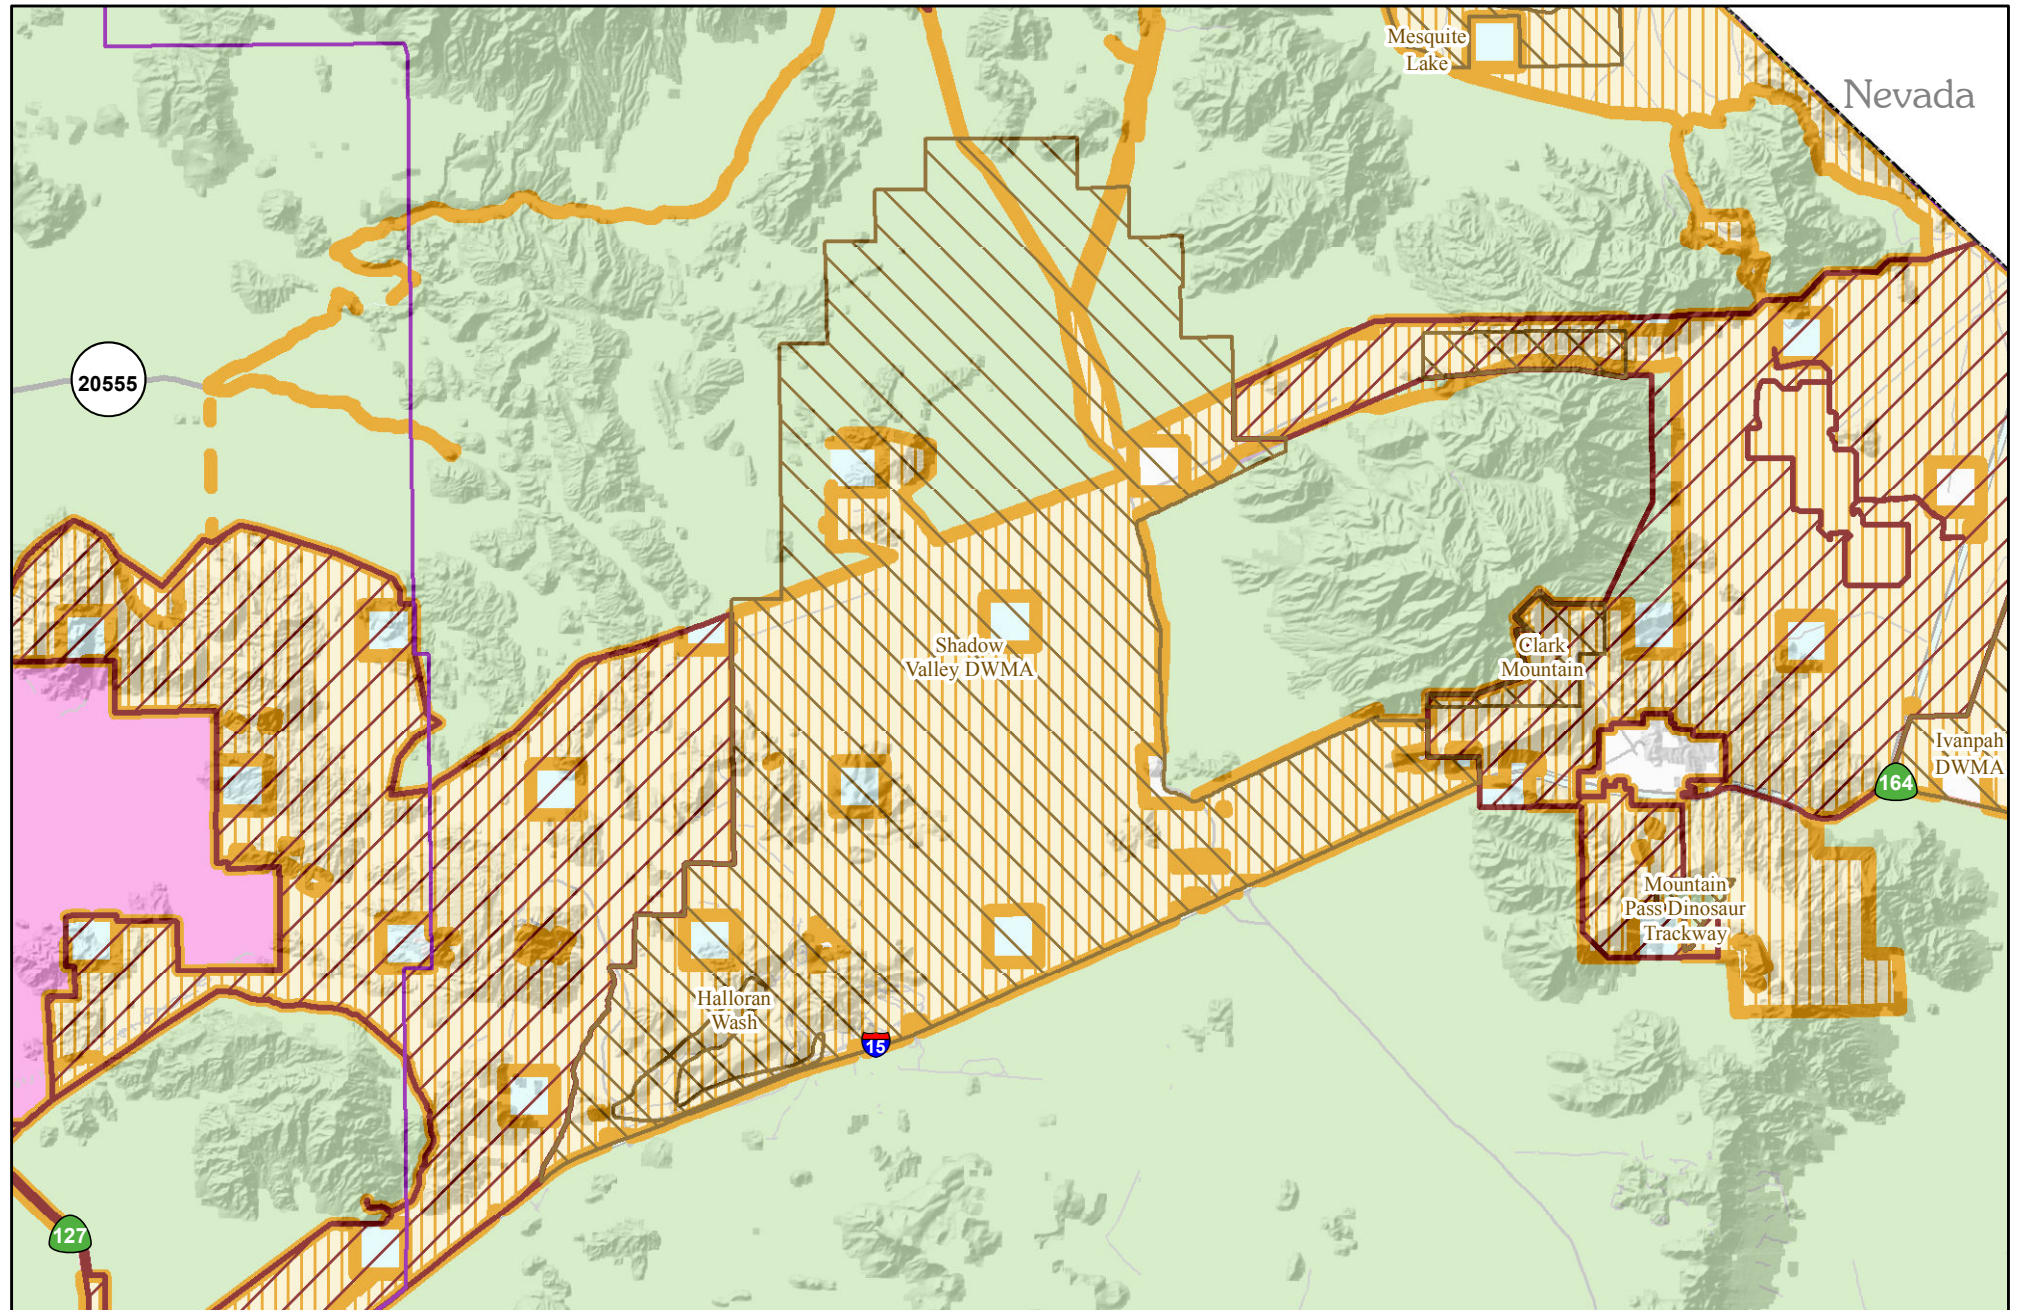 Mesquite
Lake
Nevada
20555
Shadow
Valley DWMA
Clark
Mountain
Ivanpah
DWMA
164
Mountain
Pass Dinosaur
Trackway
Halloran
Wash
15
127